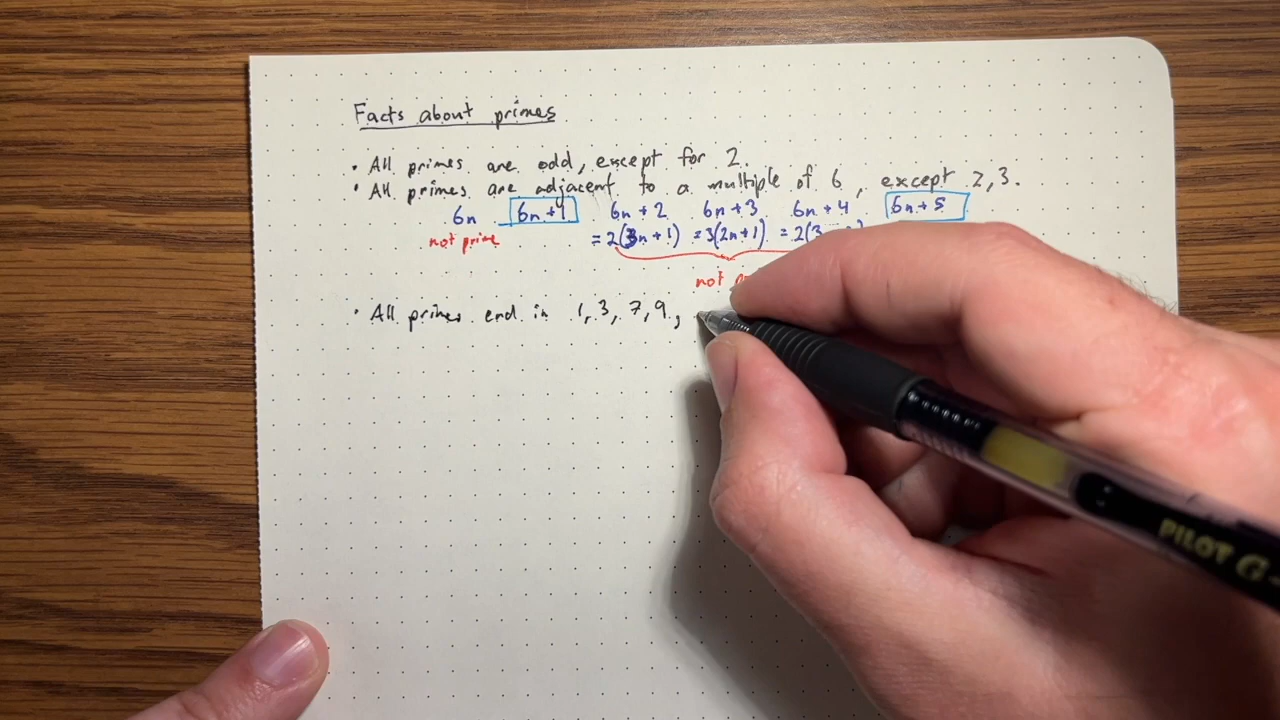 Facts about primes
• All primes are odd, except for 2.
• All primes are adjacent to a multiple of 6, except 2,3.
6n 6n+1 6n+2 6n+3 6n+4 6n+5
not prime =2(3n+1) =3(2n+1) =2(3
not
• All primes end in 1, 3, 7, 9,
PILOT G-